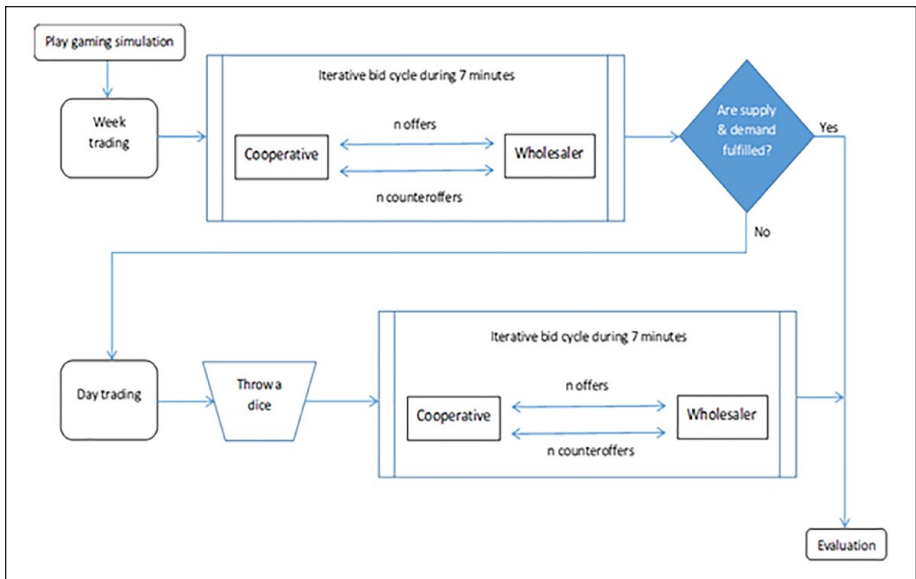 Play gaming simulation
Week
trading
Iterative bid cycle during 7 minutes
n offers
Cooperative
Wholesaler
n counteroffers
Are supply
& demand
fulfilled?
Yes
No
Day trading
Throw a
dice
Iterative bid cycle during 7 minutes
n offers
Cooperative
Wholesaler
n counteroffers
Evaluation